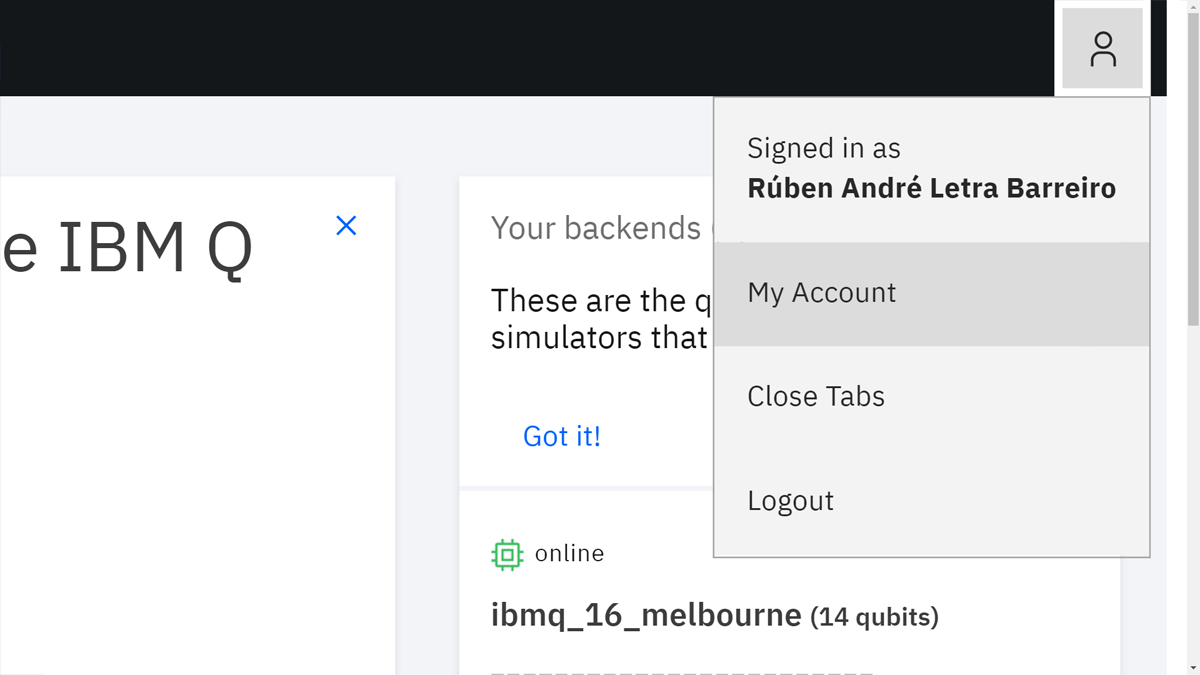 Signed in as
Rúben André Letra Barreiro
My Account
Close Tabs
Logout
e IBM Q
Your backends
These are the q
simulators that
Got it!
online
ibmq_16_melbourne (14 qubits)